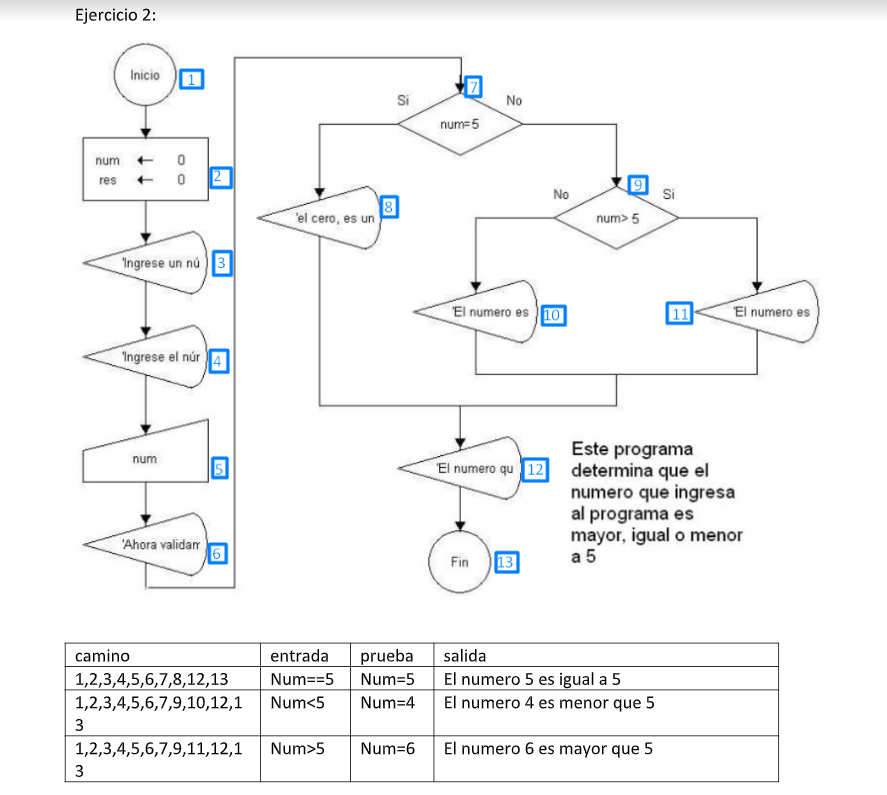 Ejercicio 2:
Inicio
1
num ← 0
res ← 0
2
'Ingrese un nú
3
'Ingrese el núr
4
num
5
'Ahora validan
6
7
Si
No
num=5
'el cero, es un
8
9
No
Si
num> 5
'El numero es
10
11
'El numero es
'El numero qu
12
Fin
13
Este programa
determina que el
numero que ingresa
al programa es
mayor, igual o menor
a 5
camino entrada prueba salida
1,2,3,4,5,6,7,8,12,13 Num==5 Num=5 El numero 5 es igual a 5
1,2,3,4,5,6,7,9,10,12,1 Num<5 Num=4 El numero 4 es menor que 5
3
1,2,3,4,5,6,7,9,11,12,1 Num>5 Num=6 El numero 6 es mayor que 5
3